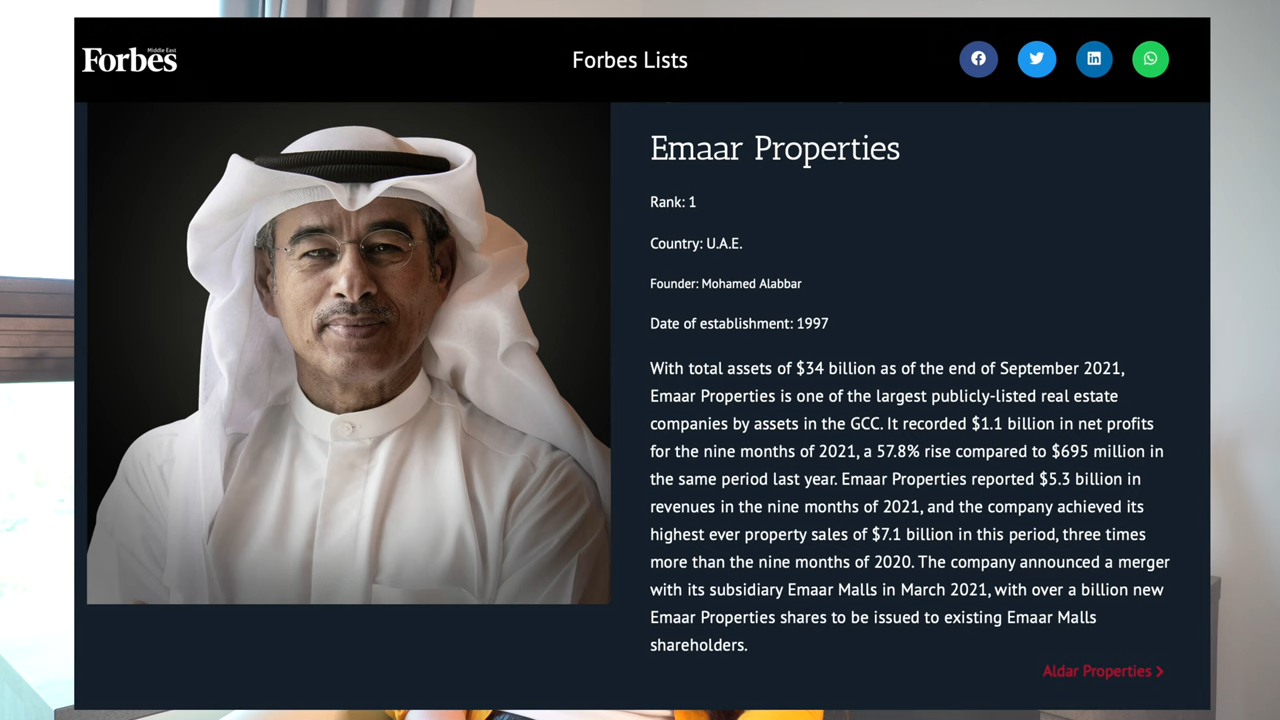 Middle East
Forbes
Forbes Lists
Emaar Properties
Rank: 1
Country: U.A.E.
Founder: Mohamed Alabbar
Date of establishment: 1997
With total assets of $34 billion as of the end of September 2021,
Emaar Properties is one of the largest publicly-listed real estate
companies by assets in the GCC. It recorded $1.1 billion in net profits
for the nine months of 2021, a 57.8% rise compared to $695 million in
the same period last year. Emaar Properties reported $5.3 billion in
revenues in the nine months of 2021, and the company achieved its
highest ever property sales of $7.1 billion in this period, three times
more than the nine months of 2020. The company announced a merger
with its subsidiary Emaar Malls in March 2021, with over a billion new
Emaar Properties shares to be issued to existing Emaar Malls
shareholders.
Aldar Properties